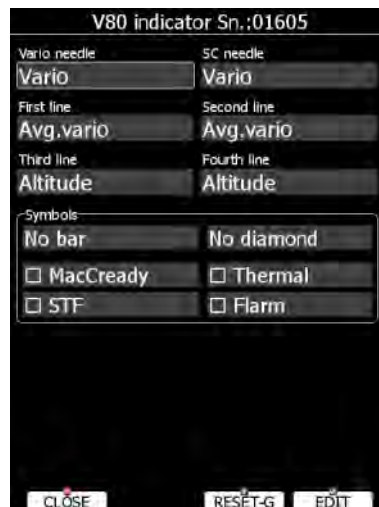 V80 indicator Sn.:01605
Vario needle SC needle
Vario Vario
First line Second line
Avg.vario Avg.vario
Third line Fourth line
Altitude Altitude
Symbols
No bar No diamond
MacCready Thermal
STF Flarm
CLOSE RESET-G EDIT